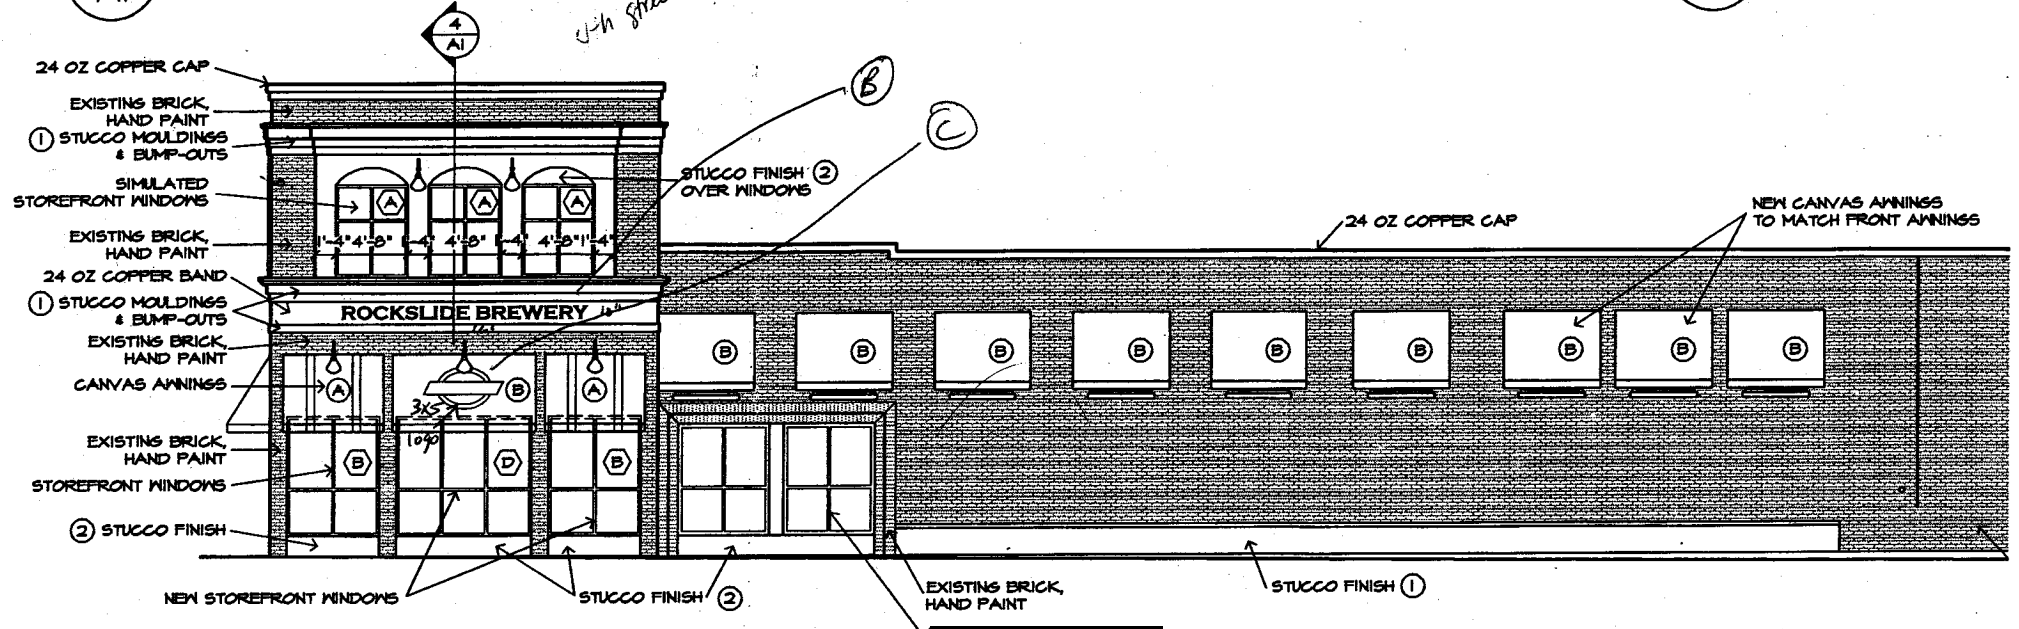 4
A1
B
C
24 OZ COPPER CAP
EXISTING BRICK,
HAND PAINT
① STUCCO MOULDINGS
& BUMP-OUTS
SIMULATED
STOREFRONT WINDOWS
EXISTING BRICK,
HAND PAINT
24 OZ COPPER BAND
① STUCCO MOULDINGS
& BUMP-OUTS
EXISTING BRICK,
HAND PAINT
CANVAS AWNINGS
EXISTING BRICK,
HAND PAINT
STOREFRONT WINDOWS
② STUCCO FINISH
NEW STOREFRONT WINDOWS
STUCCO FINISH ②
OVER WINDOWS
A A A
1'-4" 4'-8" 1'-4" 4'-8" 1'-4" 4'-8" 1'-4"
ROCKSLIDE BREWERY
A B A
3x5
logo
B D B
STUCCO FINISH ②
24 OZ COPPER CAP
NEW CANVAS AWNINGS
TO MATCH FRONT AWNINGS
B B B B B B B B B
EXISTING BRICK,
HAND PAINT
STUCCO FINISH ①